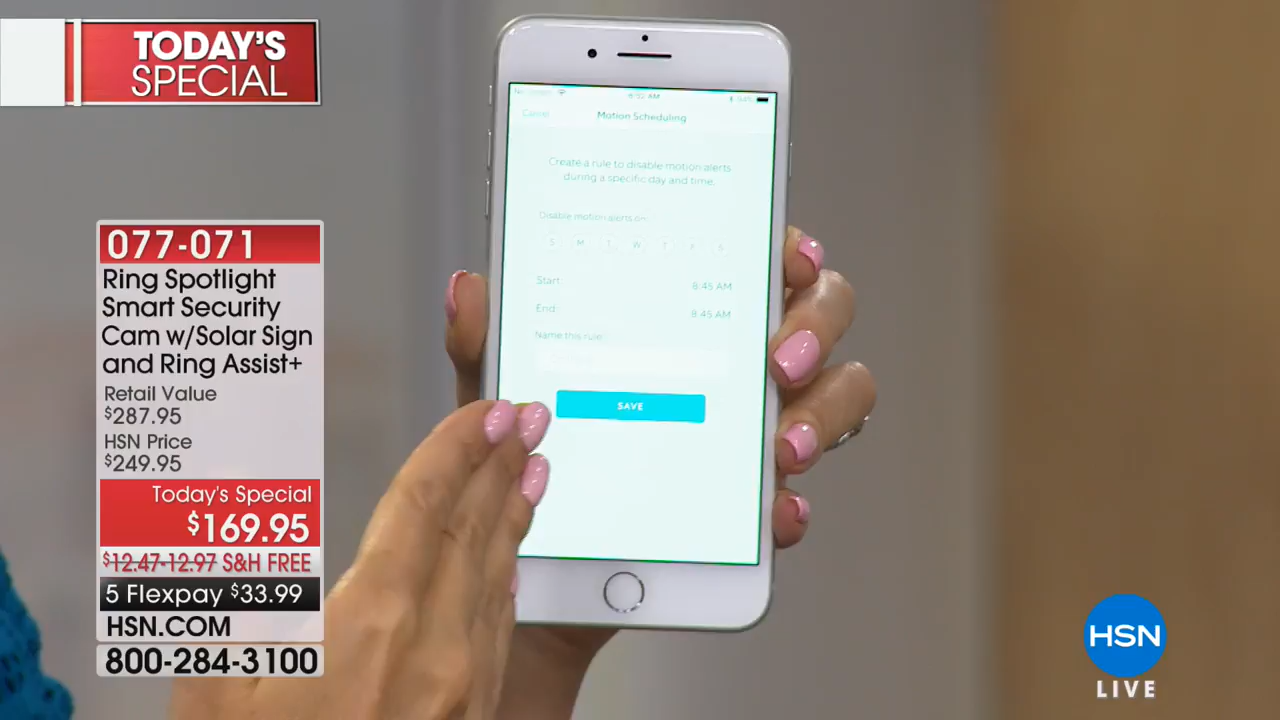 TODAY'S
SPECIAL
077-071
Ring Spotlight
Smart Security
Cam w/Solar Sign
and Ring Assist+
Retail Value
$287.95
HSN Price
$249.95
Today's Special
$169.95
$12.47-12.97 S&H FREE
5 Flexpay $33.99
HSN.COM
800-284-3100
Cancel
Motion Scheduling
Create a rule to disable motion alerts
during a specific day and time.
Disable motion alerts on:
S M T W T F S
Start: 8:45 AM
End: 8:45 AM
Name this rule:
SAVE
HSN
LIVE